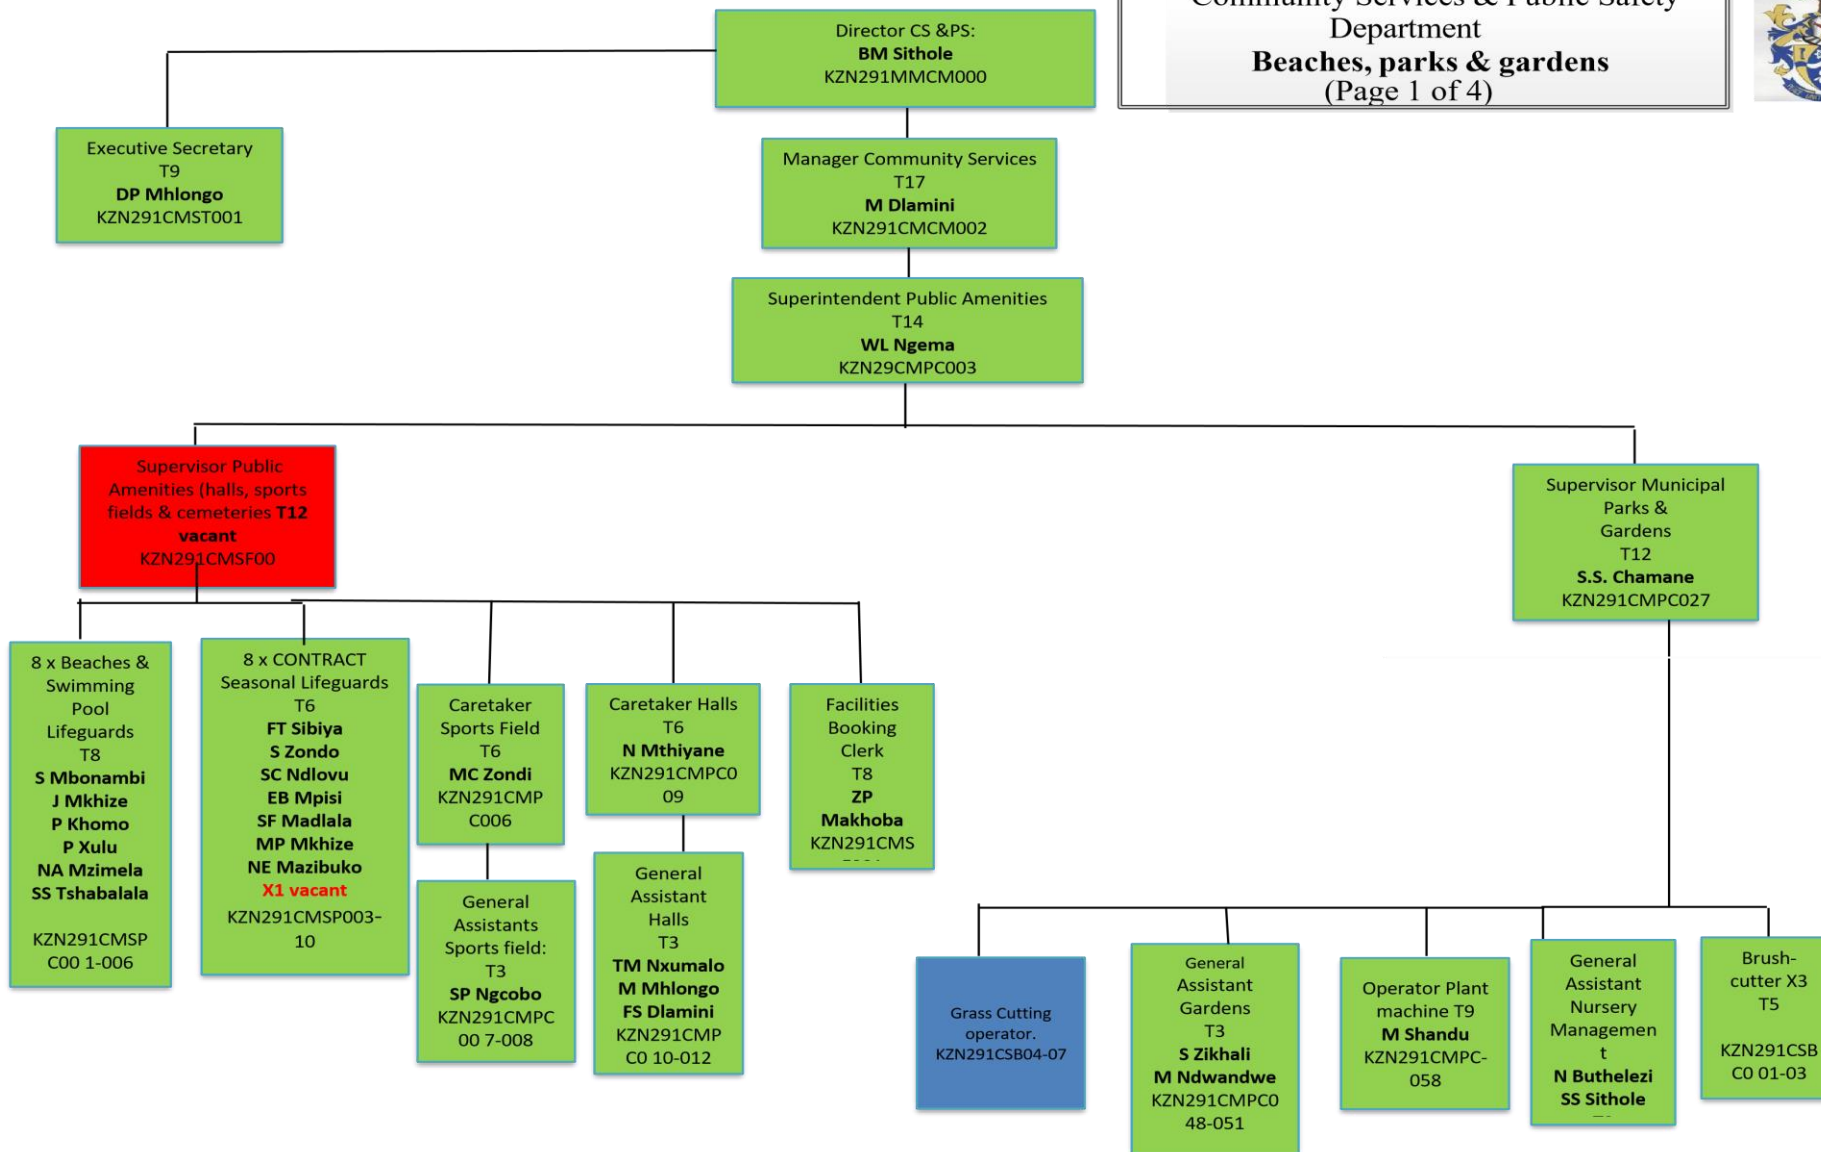 Community Services & Public Safety
Department
Beaches, parks & gardens
(Page 1 of 4)
Director CS &PS:
BM Sithole
KZN291MMCM000
Executive Secretary
T9
DP Mhlongo
KZN291CMST001
Manager Community Services
T17
M Dlamini
KZN291CMCM002
Superintendent Public Amenities
T14
WL Ngema
KZN29CMPC003
Supervisor Public
Amenities (halls, sports
fields & cemeteries T12
vacant
KZN291CMSF00
Supervisor Municipal
Parks &
Gardens
T12
S.S. Chamane
KZN291CMPC027
8 x Beaches &
Swimming
Pool
Lifeguards
T8
S Mbonambi
J Mkhize
P Khomo
P Xulu
NA Mzimela
SS Tshabalala
KZN291CMSP
C00 1-006
8 x CONTRACT
Seasonal Lifeguards
T6
FT Sibiya
S Zondo
SC Ndlovu
EB Mpisi
SF Madlala
MP Mkhize
NE Mazibuko
X1 vacant
KZN291CMSP003-
10
Caretaker
Sports Field
T6
MC Zondi
KZN291CMP
C006
General
Assistants
Sports field:
T3
SP Ngcobo
KZN291CMPC
00 7-008
Caretaker Halls
T6
N Mthiyane
KZN291CMPC0
09
General
Assistant
Halls
T3
TM Nxumalo
M Mhlongo
FS Dlamini
KZN291CMP
C0 10-012
Facilities
Booking
Clerk
T8
ZP
Makhoba
KZN291CMS
Grass Cutting
operator.
KZN291CSB04-07
General
Assistant
Gardens
T3
S Zikhali
M Ndwandwe
KZN291CMPC0
48-051
Operator Plant
machine T9
M Shandu
KZN291CMPC-
058
General
Assistant
Nursery
Managemen
t
N Buthelezi
SS Sithole
Brush-
cutter X3
T5
KZN291CSB
C0 01-03